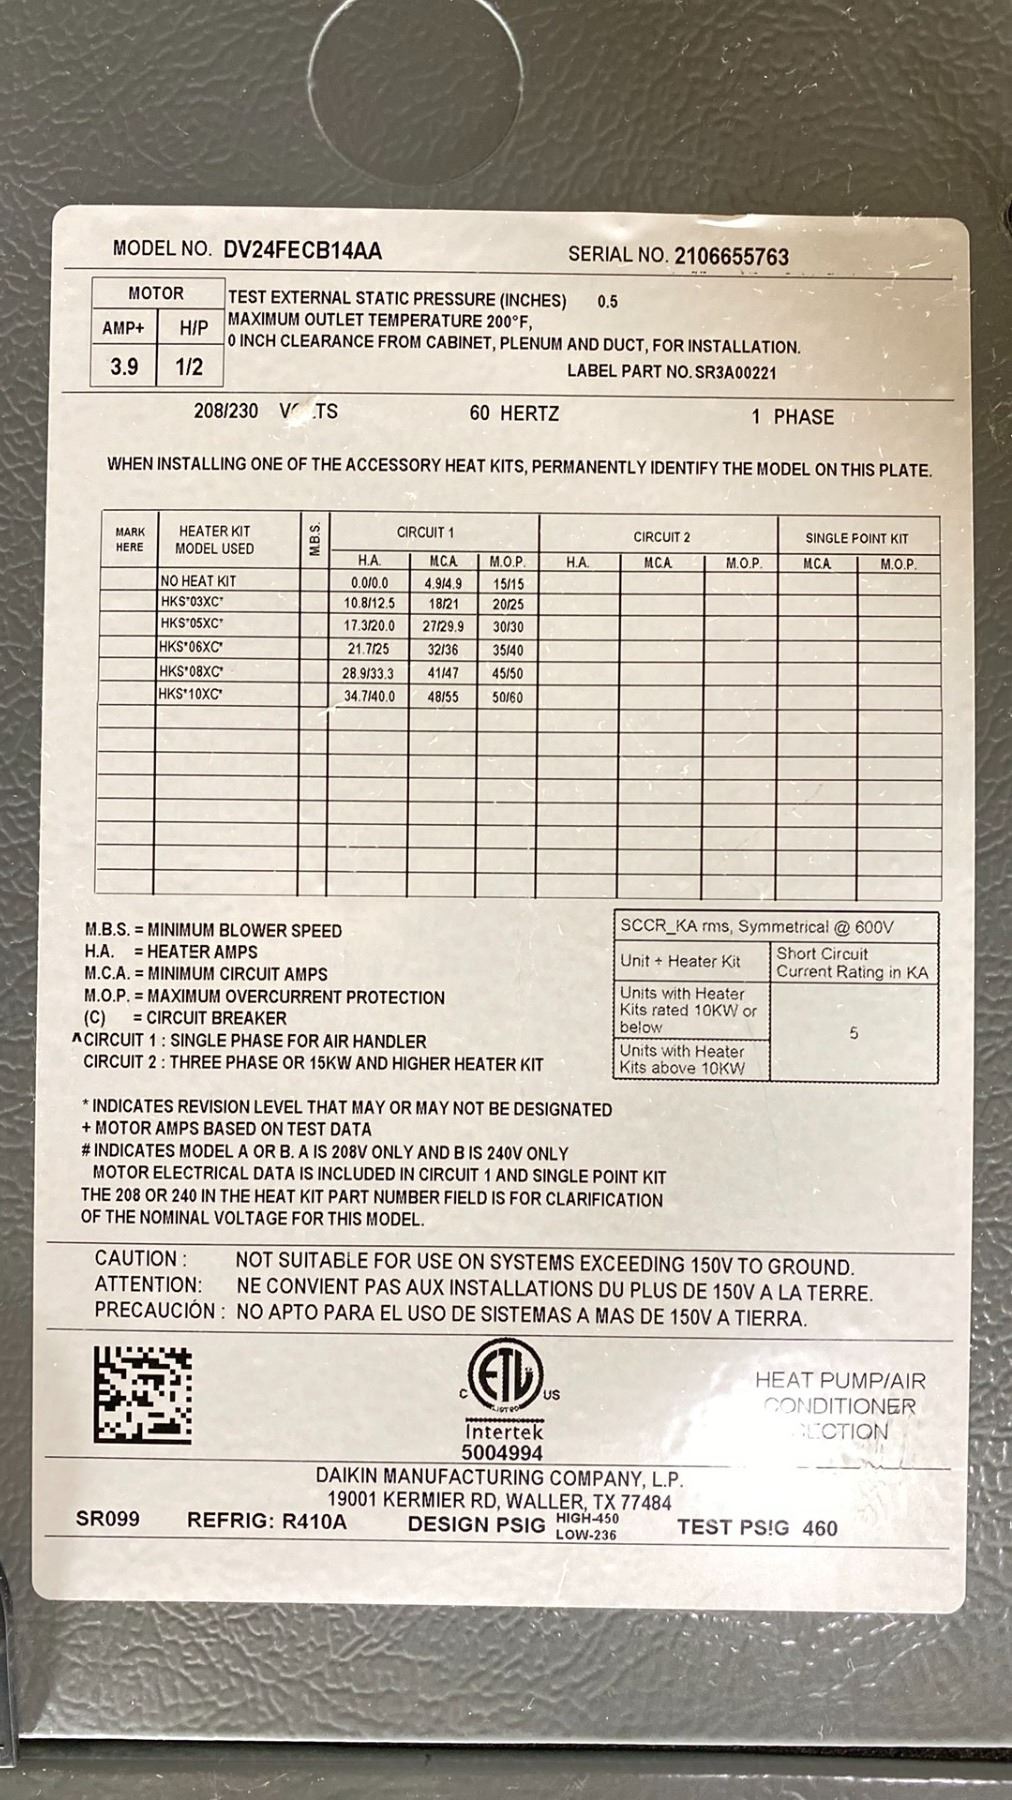 MODEL NO. DV24FECB14AA SERIAL NO. 2106655763
MOTOR
AMP+ H/P
3.9 1/2
TEST EXTERNAL STATIC PRESSURE (INCHES) 0.5
MAXIMUM OUTLET TEMPERATURE 200°F,
0 INCH CLEARANCE FROM CABINET, PLENUM AND DUCT, FOR INSTALLATION.
LABEL PART NO. SR3A00221
208/230 60 HERTZ 1 PHASE
WHEN INSTALLING ONE OF THE ACCESSORY HEAT KITS, PERMANENTLY IDENTIFY THE MODEL ON THIS PLATE.
MARK HERE HEATER KIT MODEL USED M.B.S. CIRCUIT 1 CIRCUIT 2 SINGLE POINT KIT
H.A. M.C.A. M.O.P. H.A. M.C.A. M.O.P. M.C.A. M.O.P.
NO HEAT KIT 0.0/0.0 4.9/4.9 15/15
HKS*03XC* 10.8/12.5 18/21 20/25
HKS*05XC* 17.3/20.0 27/29.9 30/30
HKS*06XC* 21.7/25 32/36 35/40
HKS*08XC* 28.9/33.3 41/47 45/50
HKS*10XC* 34.7/40.0 48/55 50/60
M.B.S. = MINIMUM BLOWER SPEED
H.A. = HEATER AMPS
M.C.A. = MINIMUM CIRCUIT AMPS
M.O.P. = MAXIMUM OVERCURRENT PROTECTION
(C) = CIRCUIT BREAKER
^CIRCUIT 1 : SINGLE PHASE FOR AIR HANDLER
CIRCUIT 2 : THREE PHASE OR 15KW AND HIGHER HEATER KIT
SCCR_KA rms, Symmetrical @ 600V
Unit + Heater Kit Short Circuit Current Rating in KA
Units with Heater
Kits rated 10KW or
below
5
Units with Heater
Kits above 10KW
* INDICATES REVISION LEVEL THAT MAY OR MAY NOT BE DESIGNATED
+ MOTOR AMPS BASED ON TEST DATA
# INDICATES MODEL A OR B. A IS 208V ONLY AND B IS 240V ONLY
MOTOR ELECTRICAL DATA IS INCLUDED IN CIRCUIT 1 AND SINGLE POINT KIT
THE 208 OR 240 IN THE HEAT KIT PART NUMBER FIELD IS FOR CLARIFICATION
OF THE NOMINAL VOLTAGE FOR THIS MODEL.
CAUTION : NOT SUITABLE FOR USE ON SYSTEMS EXCEEDING 150V TO GROUND.
ATTENTION: NE CONVIENT PAS AUX INSTALLATIONS DU PLUS DE 150V A LA TERRE.
PRECAUCIÓN : NO APTO PARA EL USO DE SISTEMAS A MAS DE 150V A TIERRA.
ETL
LISTED
C US
Intertek
5004994
HEAT PUMP/AIR
CONDITIONER
DAIKIN MANUFACTURING COMPANY, L.P.
19001 KERMIER RD, WALLER, TX 77484
SR099 REFRIG: R410A DESIGN PSIG HIGH-450 LOW-236 TEST PSIG 460